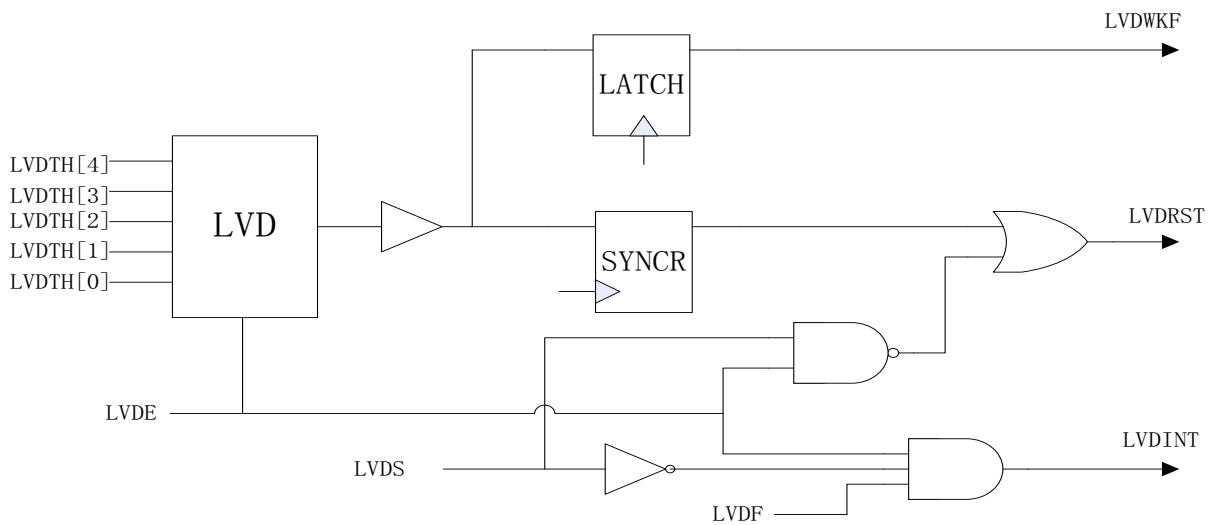 LVDWKF
LATCH
LVDTH[4]
LVDTH[3]
LVDTH[2]
LVDTH[1]
LVDTH[0]
LVD
SYNCR
LVDRST
LVDE
LVDS
LVDINT
LVDF